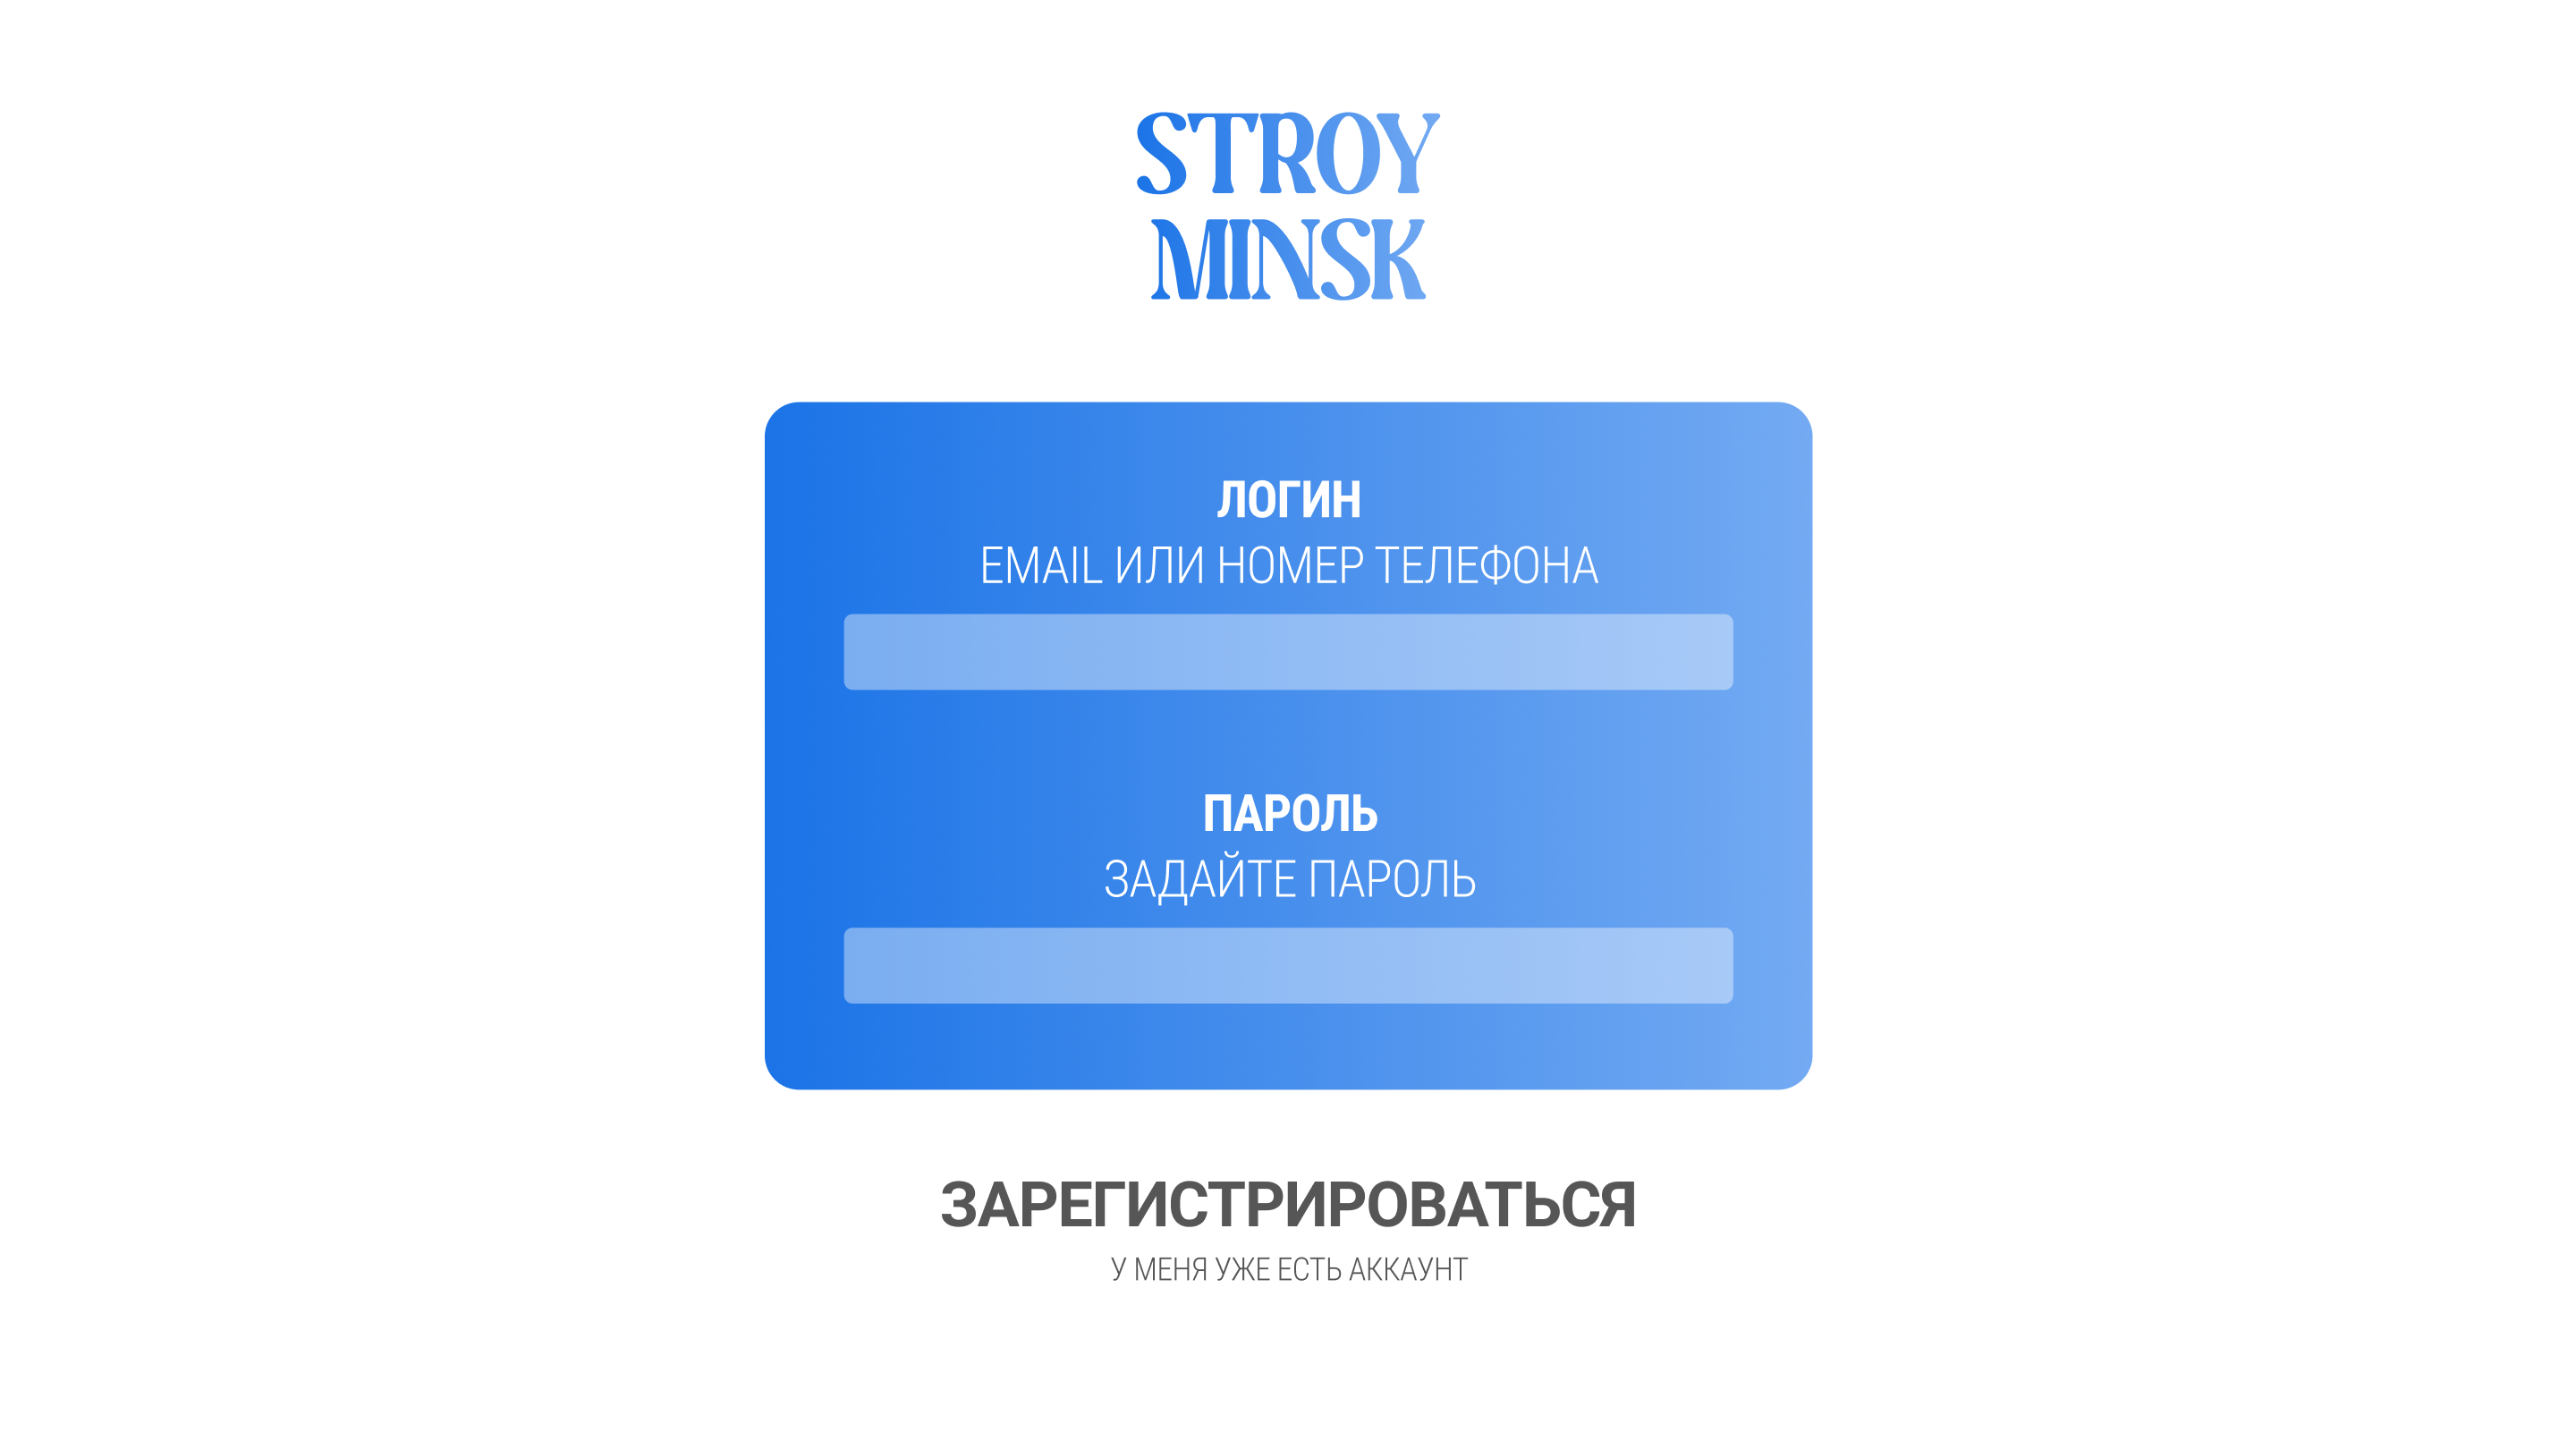 STROY
MINSK
ЛОГИН
EMAIL ИЛИ НОМЕР ТЕЛЕФОНА
ПАРОЛЬ
ЗАДАЙТЕ ПАРОЛЬ
ЗАРЕГИСТРИРОВАТЬСЯ
У МЕНЯ УЖЕ ЕСТЬ АККАУНТ